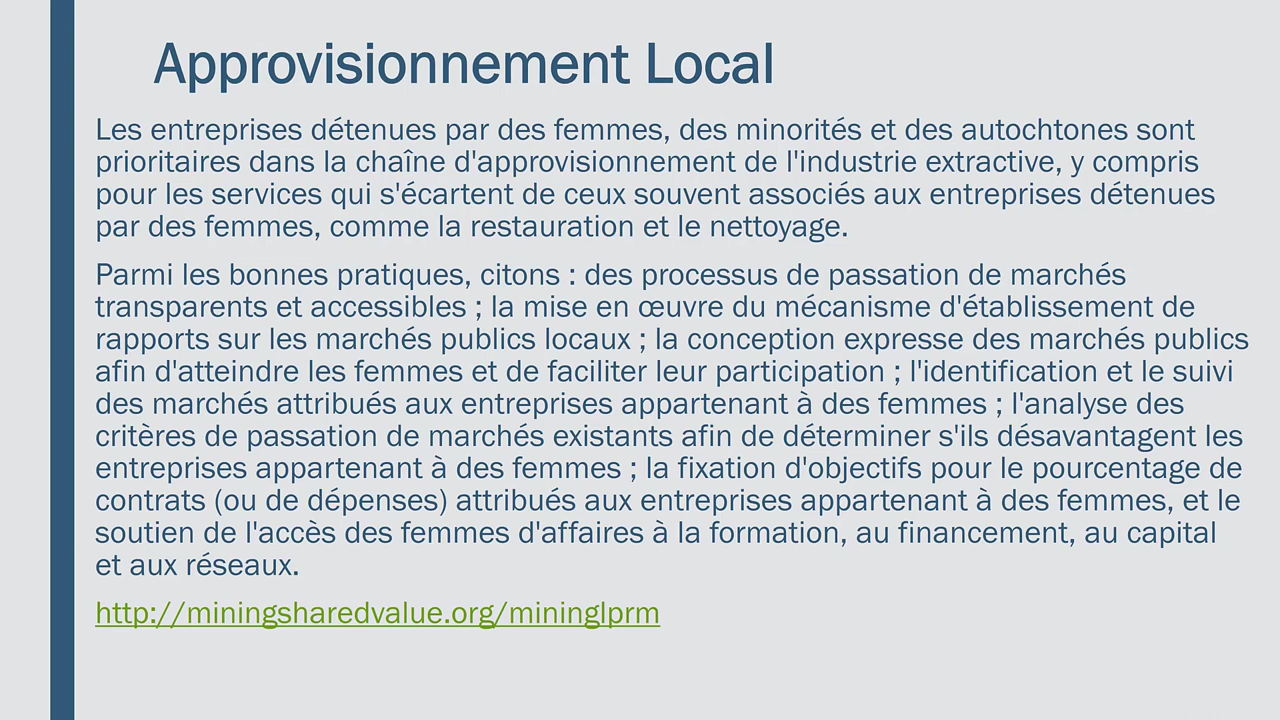 Approvisionnement Local
Les entreprises détenues par des femmes, des minorités et des autochtones sont
prioritaires dans la chaîne d'approvisionnement de l'industrie extractive, y compris
pour les services qui s'écartent de ceux souvent associés aux entreprises détenues
par des femmes, comme la restauration et le nettoyage.
Parmi les bonnes pratiques, citons : des processus de passation de marchés
transparents et accessibles ; la mise en œuvre du mécanisme d'établissement de
rapports sur les marchés publics locaux ; la conception expresse des marchés publics
afin d'atteindre les femmes et de faciliter leur participation ; l'identification et le suivi
des marchés attribués aux entreprises appartenant à des femmes ; l'analyse des
critères de passation de marchés existants afin de déterminer s'ils désavantagent les
entreprises appartenant à des femmes ; la fixation d'objectifs pour le pourcentage de
contrats (ou de dépenses) attribués aux entreprises appartenant à des femmes, et le
soutien de l'accès des femmes d'affaires à la formation, au financement, au capital
et aux réseaux.
http://miningsharedvalue.org/mininglprm